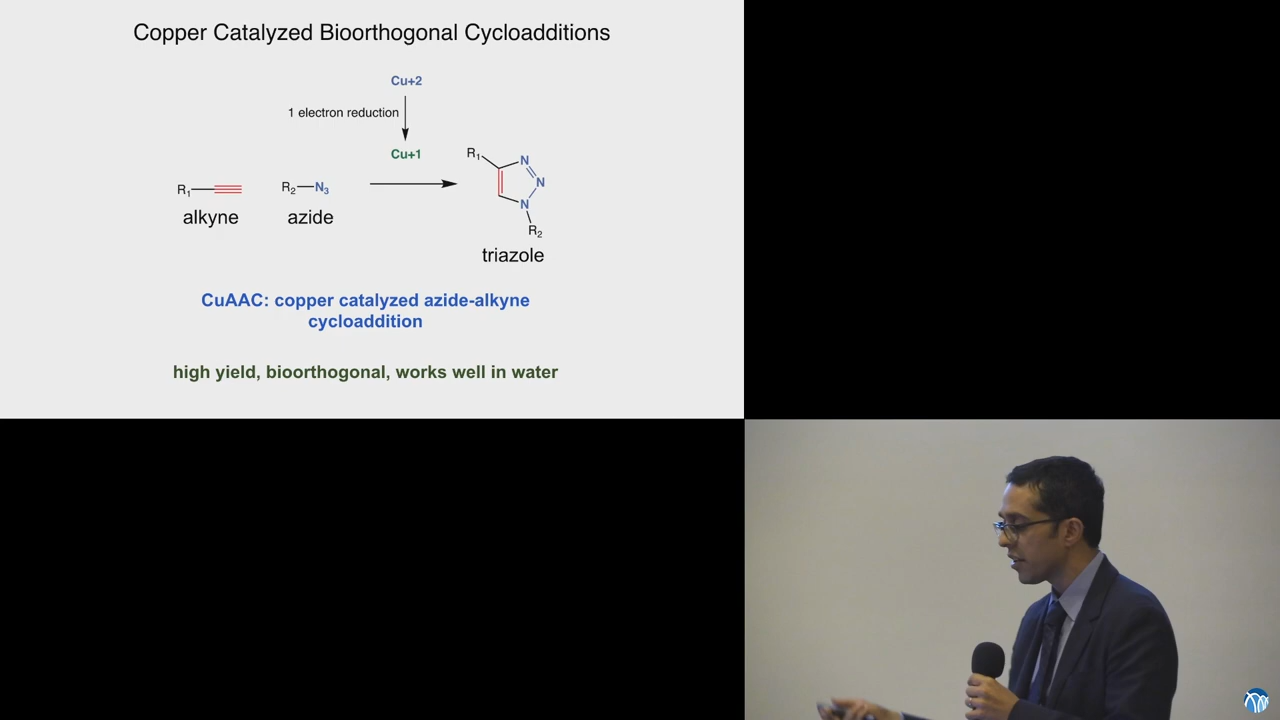 Copper Catalyzed Bioorthogonal Cycloadditions
Cu+2
1 electron reduction
Cu+1
R1
R2
N3
alkyne
azide
R1
N
N
N
R2
triazole
CuAAC: copper catalyzed azide-alkyne
cycloaddition
high yield, bioorthogonal, works well in water